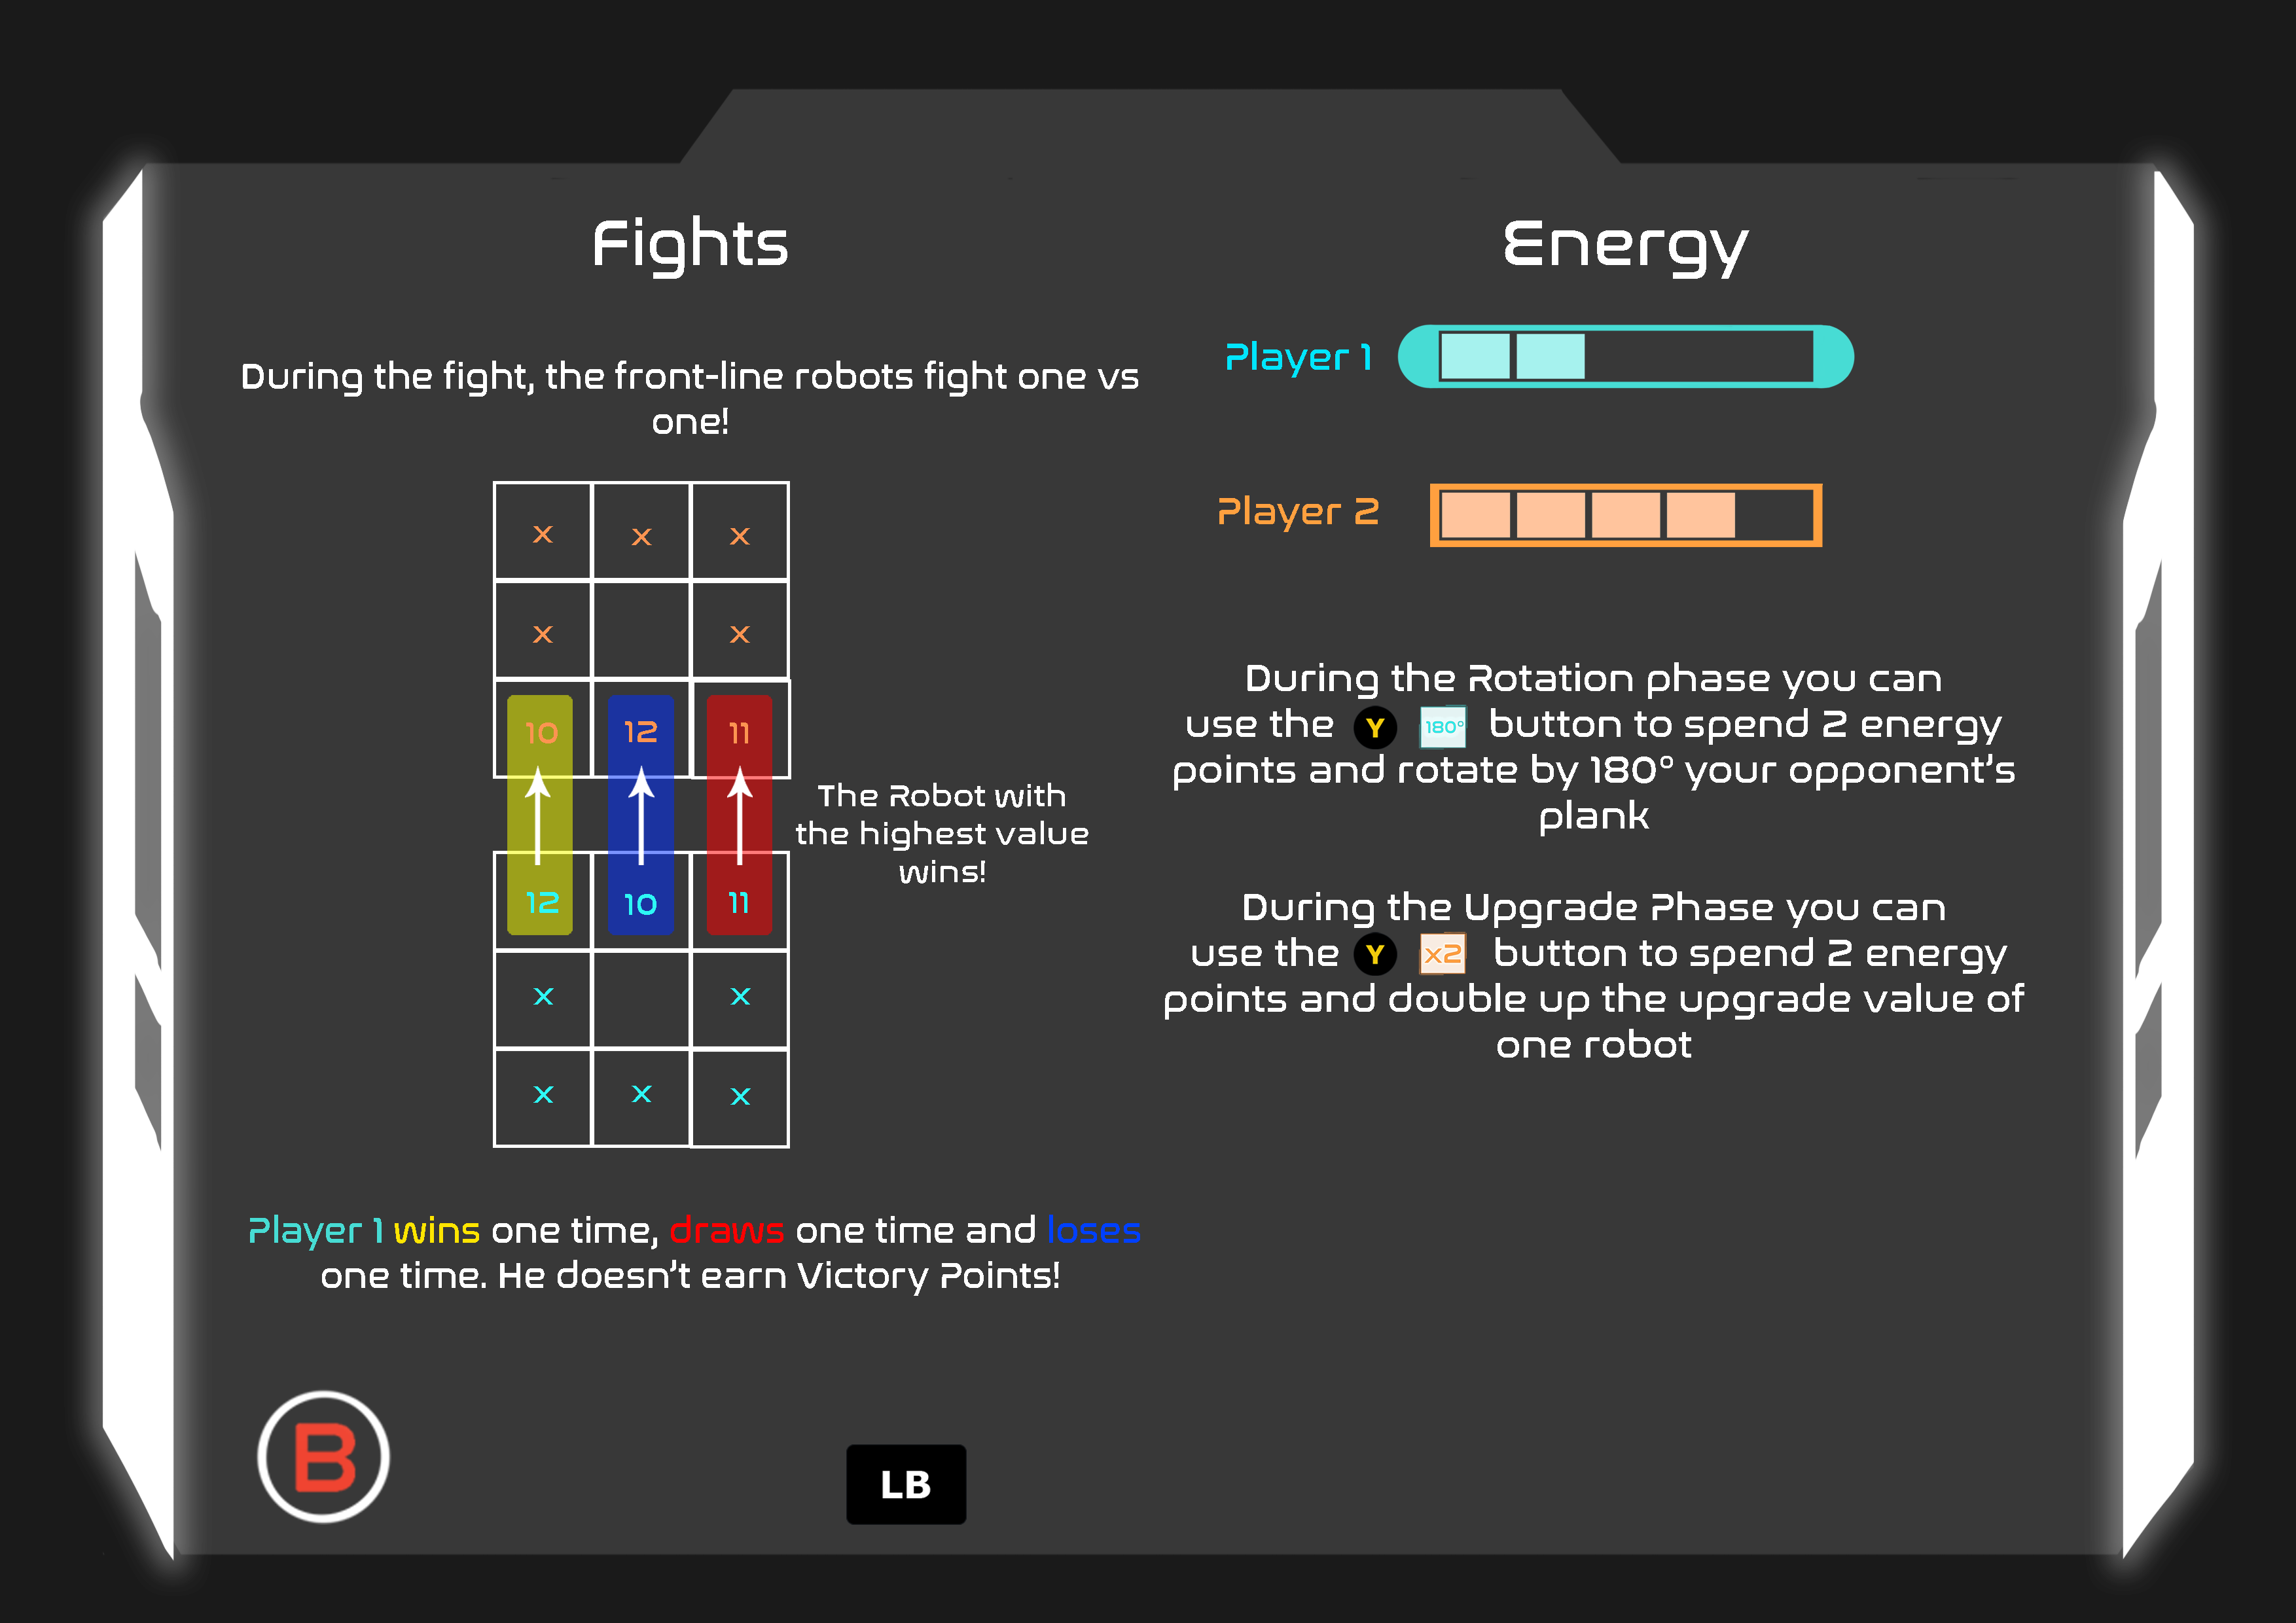 Fights
During the fight, the front-line robots fight one vs
one!
x x x
x x
10 12 11
The Robot with
the highest value
wins!
12 10 11
x x
x x x
Player 1 wins one time, draws one time and loses
one time. He doesn't earn Victory Points!
B
LB
Energy
Player 1
Player 2
During the Rotation phase you can
use the Y 180° button to spend 2 energy
points and rotate by 180° your opponent's
plank
During the Upgrade Phase you can
use the Y x2 button to spend 2 energy
points and double up the upgrade value of
one robot